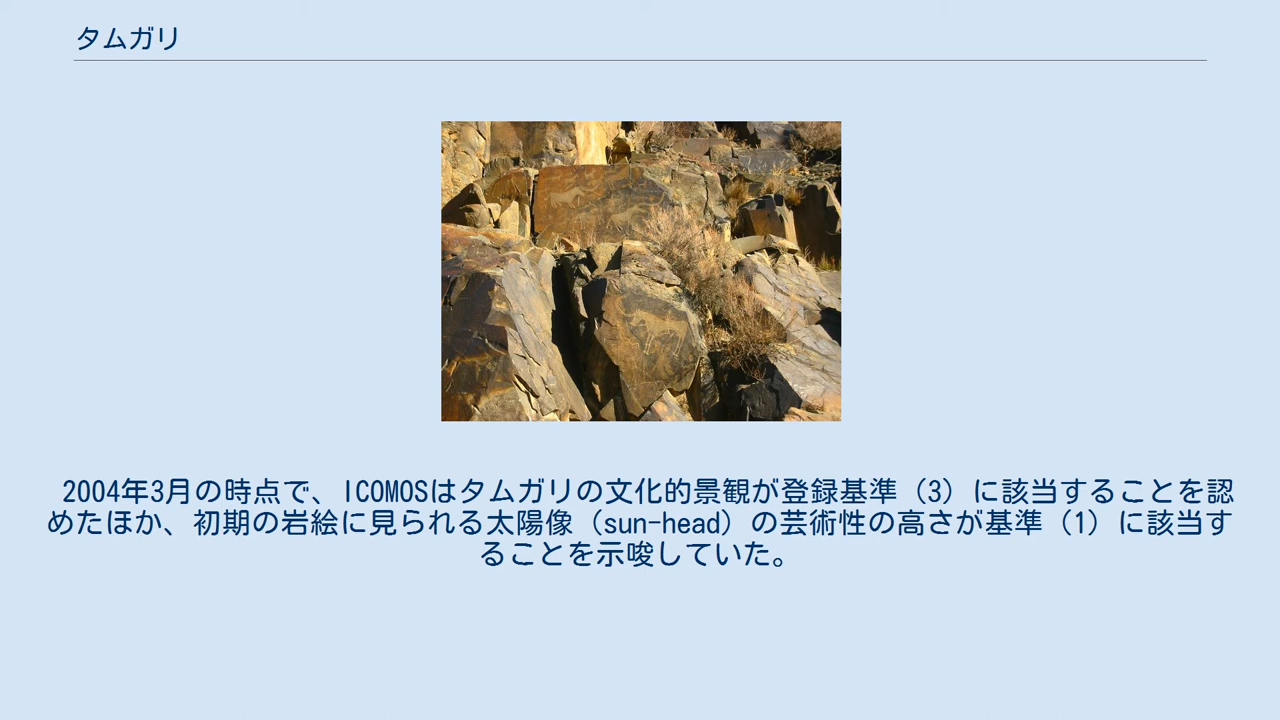 タムガリ
2004年3月の時点で、ICOMOSはタムガリの文化的景観が登録基準（3）に該当することを認
めたほか、初期の岩絵に見られる太陽像（sun-head）の芸術性の高さが基準（1）に該当す
ることを示唆していた。